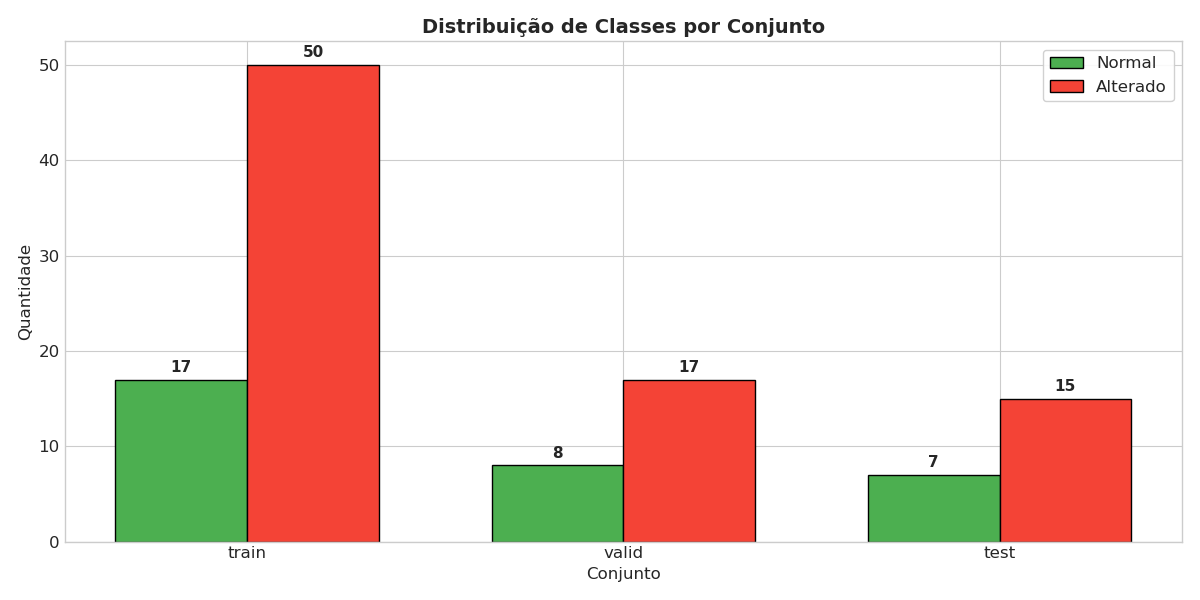 Distribuição de Classes por Conjunto
Normal
Alterado
Quantidade
50
40
30
20
10
0
17
50
8
17
7
15
train
valid
test
Conjunto